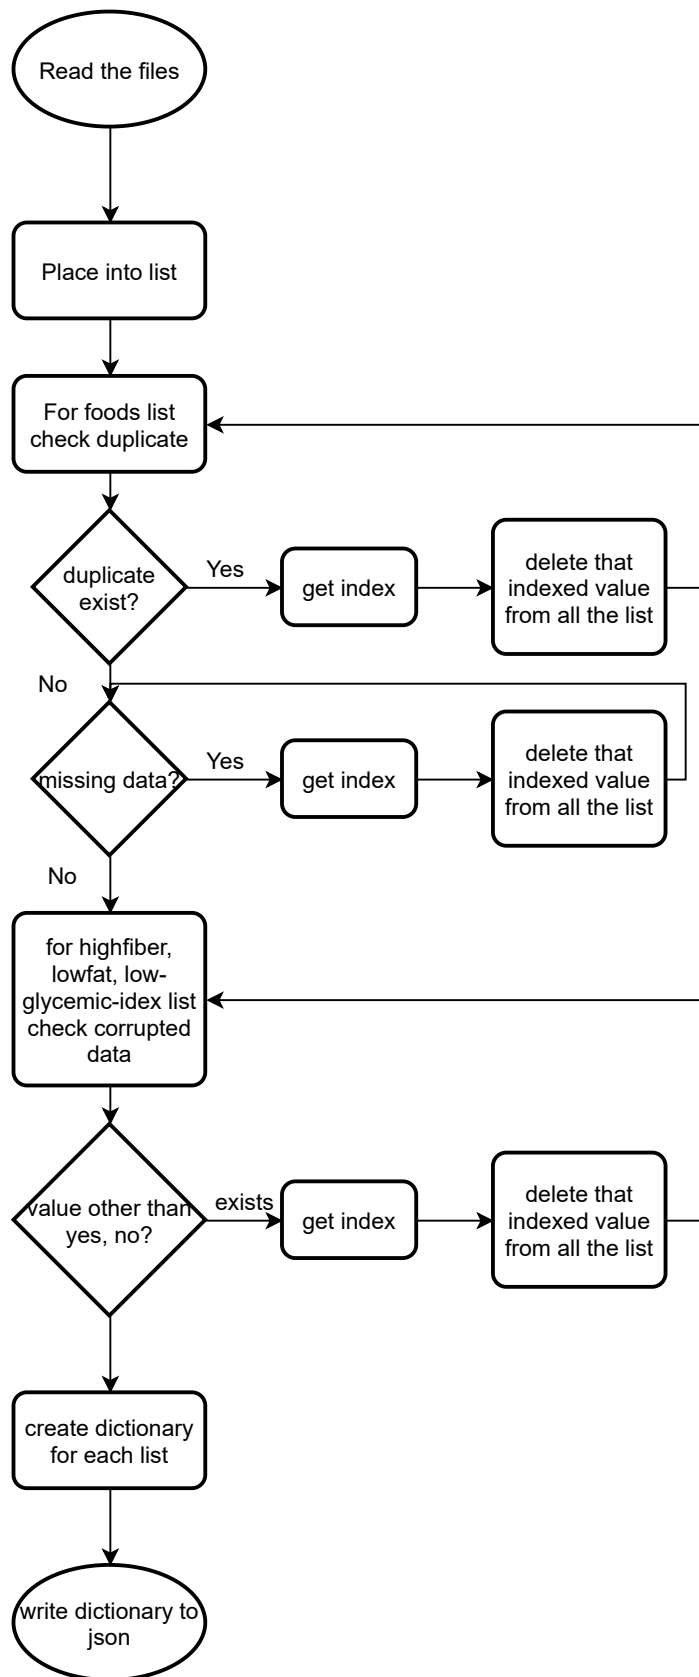 Read the files
Place into list
For foods list
check duplicate
duplicate
exist?
Yes
get index
delete that
indexed value
from all the list
No
missing data?
Yes
get index
delete that
indexed value
from all the list
No
for highfiber,
lowfat, low-
glycemic-idex list
check corrupted
data
value other than
yes, no?
exists
get index
delete that
indexed value
from all the list
create dictionary
for each list
write dictionary to
json